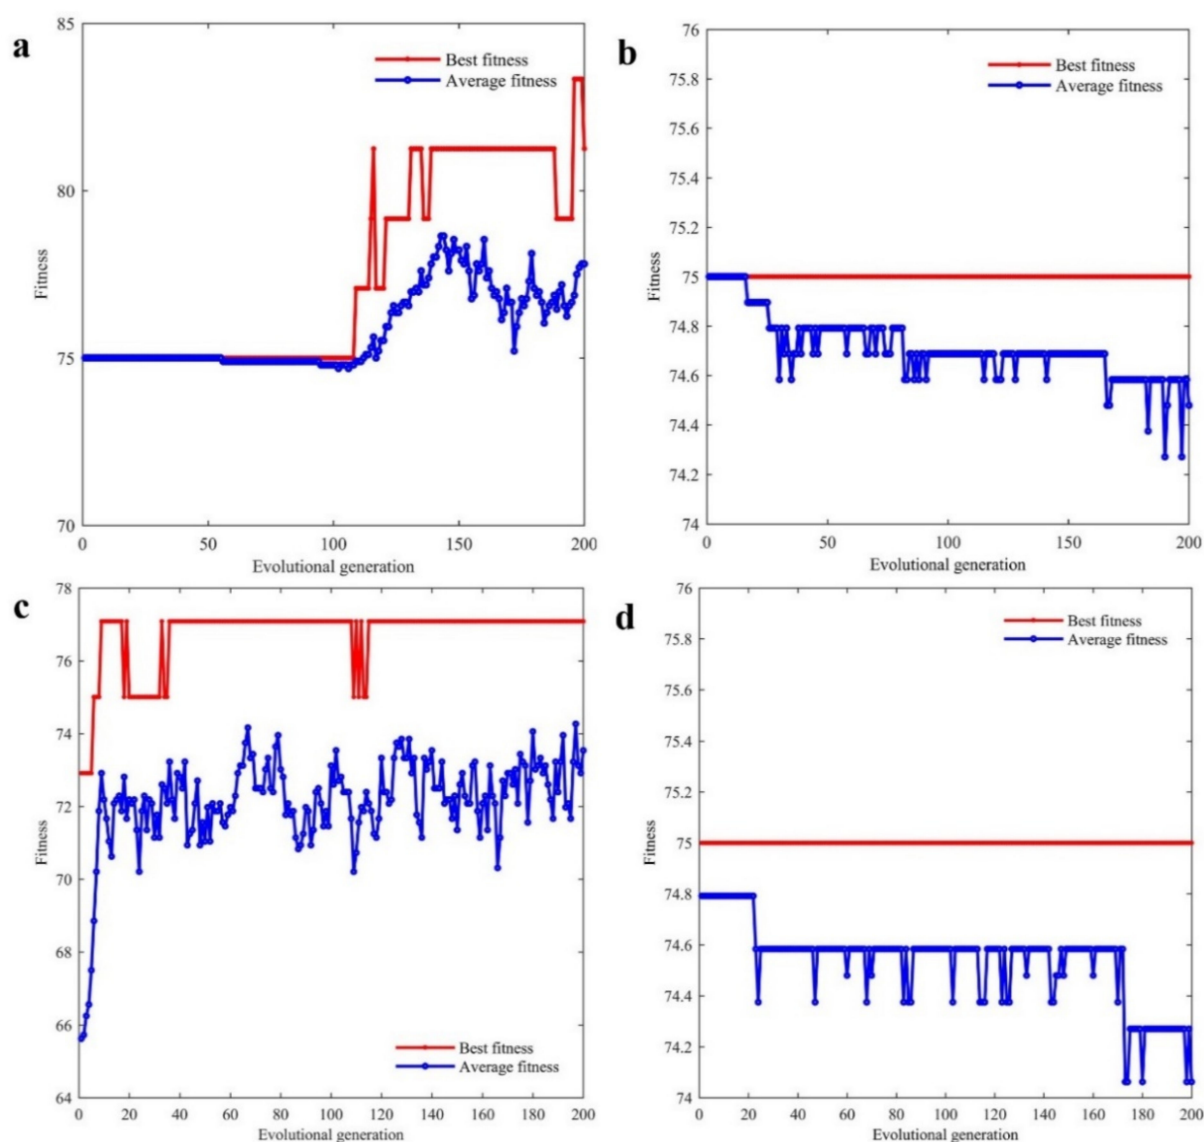 a
85
80
75
70
Fitness
Best fitness
Average fitness
0 50 100 150 200
Evolutional generation
b
76
75.8
75.6
75.4
75.2
75
74.8
74.6
74.4
74.2
74
Fitness
Best fitness
Average fitness
0 50 100 150 200
Evolutional generation
c
78
76
74
72
70
68
66
64
Fitness
Best fitness
Average fitness
0 20 40 60 80 100 120 140 160 180 200
Evolutional generation
d
76
75.8
75.6
75.4
75.2
75
74.8
74.6
74.4
74.2
74
Fitness
Best fitness
Average fitness
0 20 40 60 80 100 120 140 160 180 200
Evolutional generation